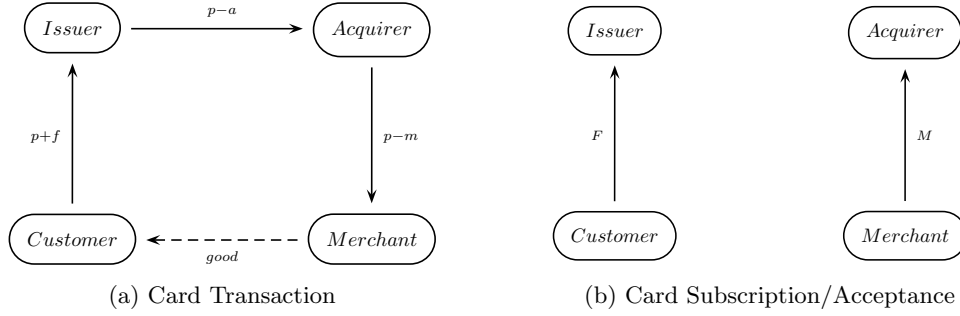 Issuer
p−a
Acquirer
p+f
p−m
Customer
good
Merchant
(a) Card Transaction
Issuer
Acquirer
F
M
Customer
Merchant
(b) Card Subscription/Acceptance